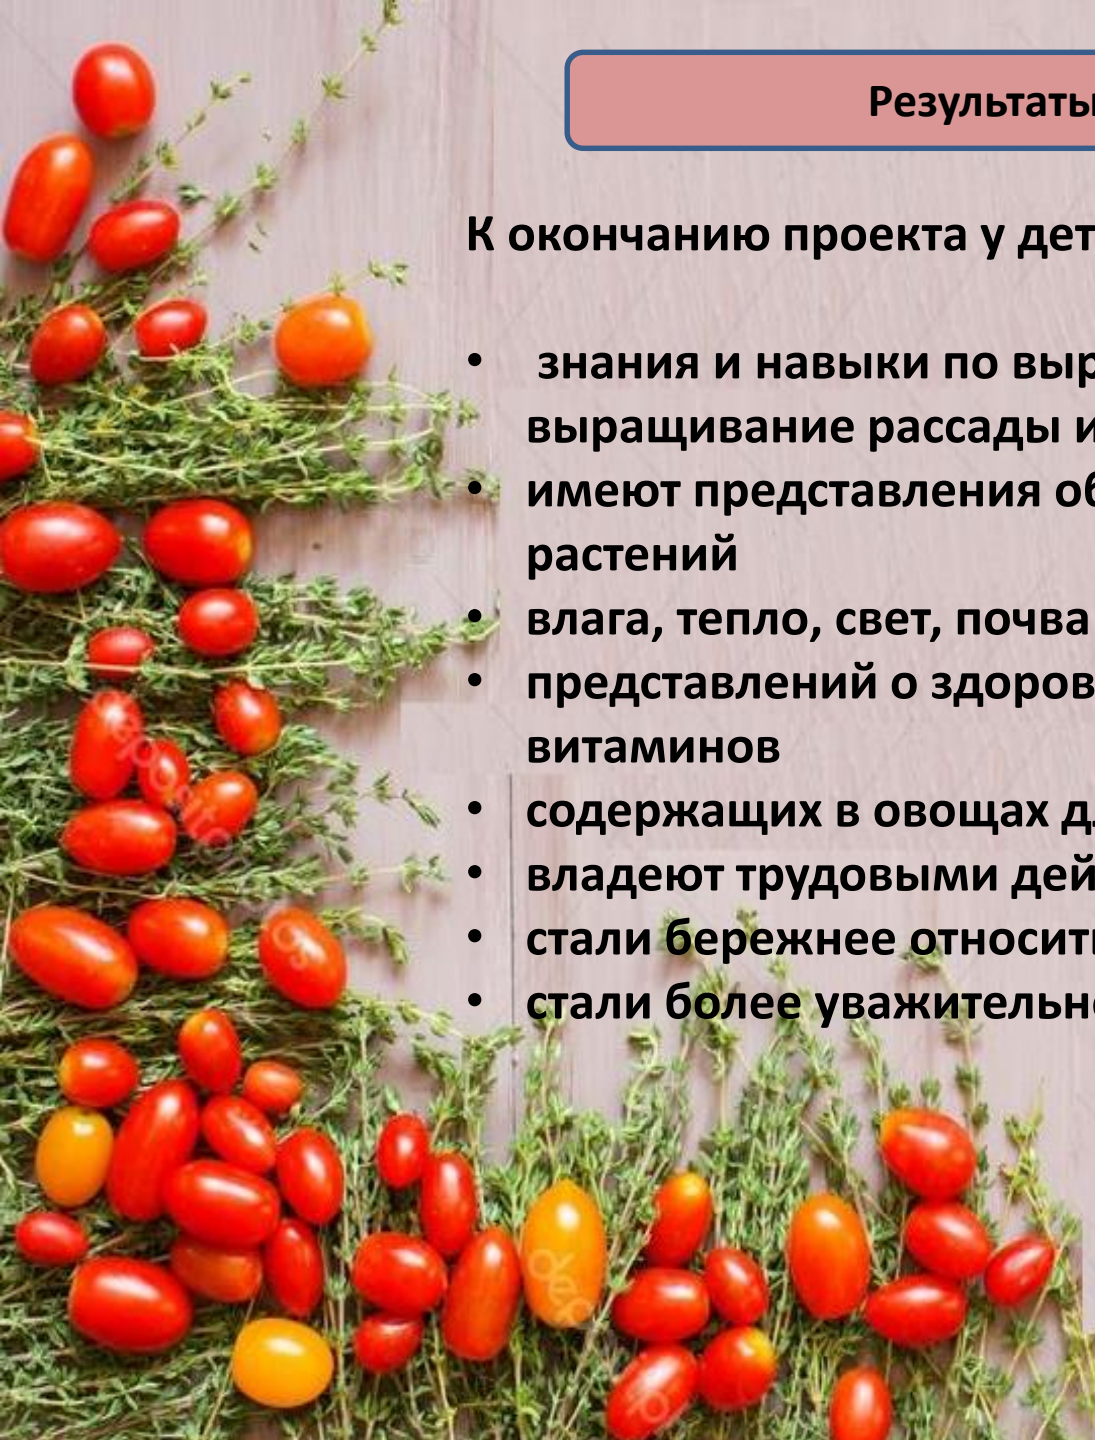 Результаты
К окончанию проекта у дет
• знания и навыки по выр
выращивание рассады и
• имеют представления об
растений
• влага, тепло, свет, почва
• представлений о здоров
витаминов
• содержащих в овощах д
• владеют трудовыми дей
• стали бережнее относит
• стали более уважительн